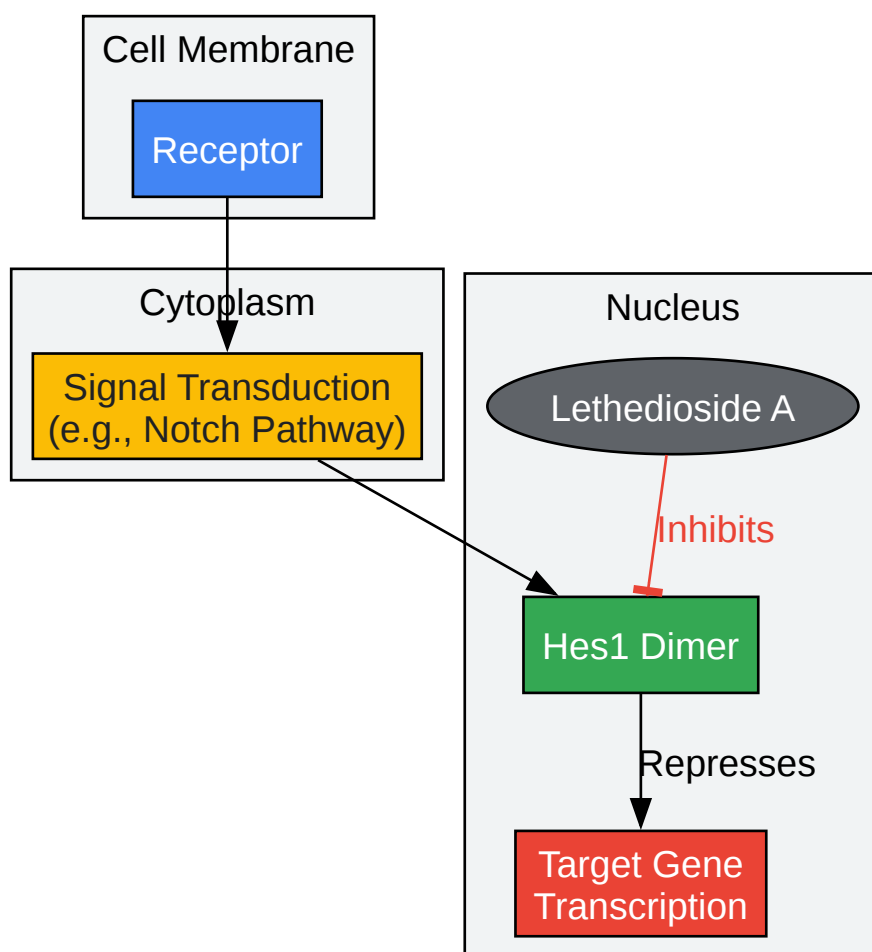 Cell Membrane
Receptor
Cytoplasm
Signal Transduction
(e.g., Notch Pathway)
Nucleus
Lethedioside A
Inhibits
Hes1 Dimer
Represses
Target Gene
Transcription